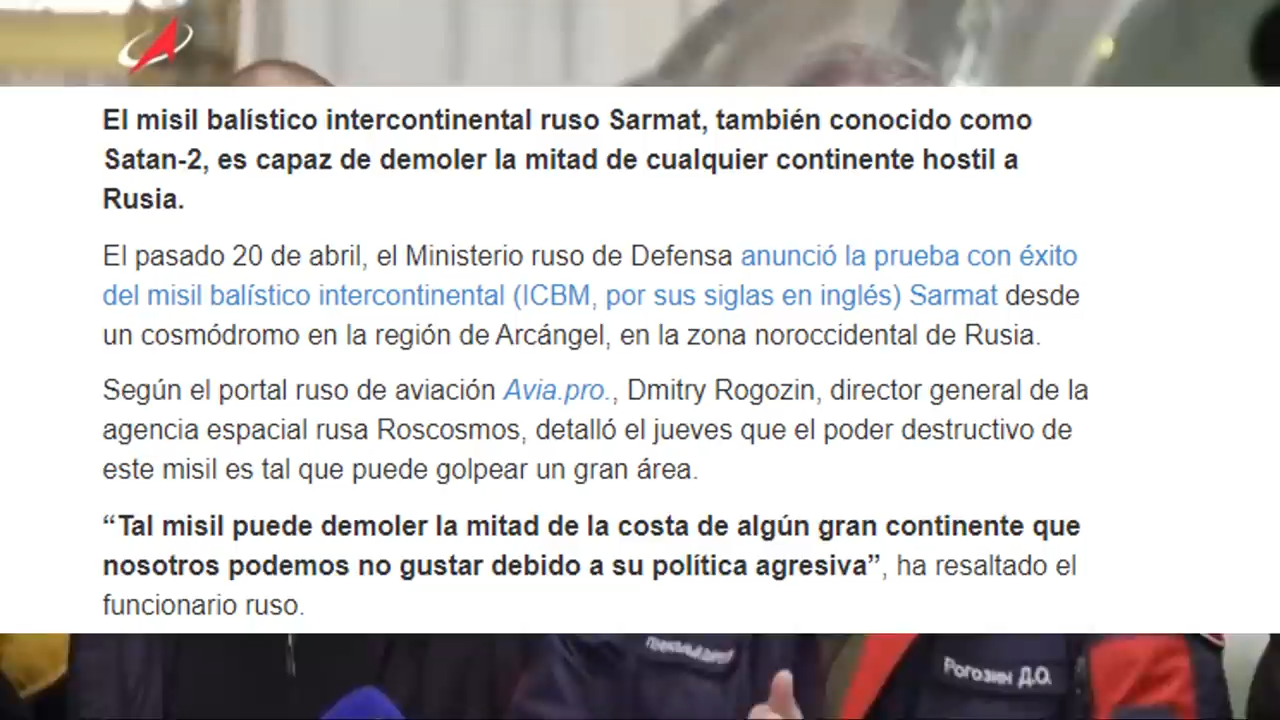 El misil balístico intercontinental ruso Sarmat, también conocido como
Satan-2, es capaz de demoler la mitad de cualquier continente hostil a
Rusia.
El pasado 20 de abril, el Ministerio ruso de Defensa anunció la prueba con éxito
del misil balístico intercontinental (ICBM, por sus siglas en inglés) Sarmat desde
un cosmódromo en la región de Arcángel, en la zona noroccidental de Rusia.
Según el portal ruso de aviación Avia.pro., Dmitry Rogozin, director general de la
agencia espacial rusa Roscosmos, detalló el jueves que el poder destructivo de
este misil es tal que puede golpear un gran área.
“Tal misil puede demoler la mitad de la costa de algún gran continente que
nosotros podemos no gustar debido a su política agresiva”, ha resaltado el
funcionario ruso.
Рогозин Д.О.